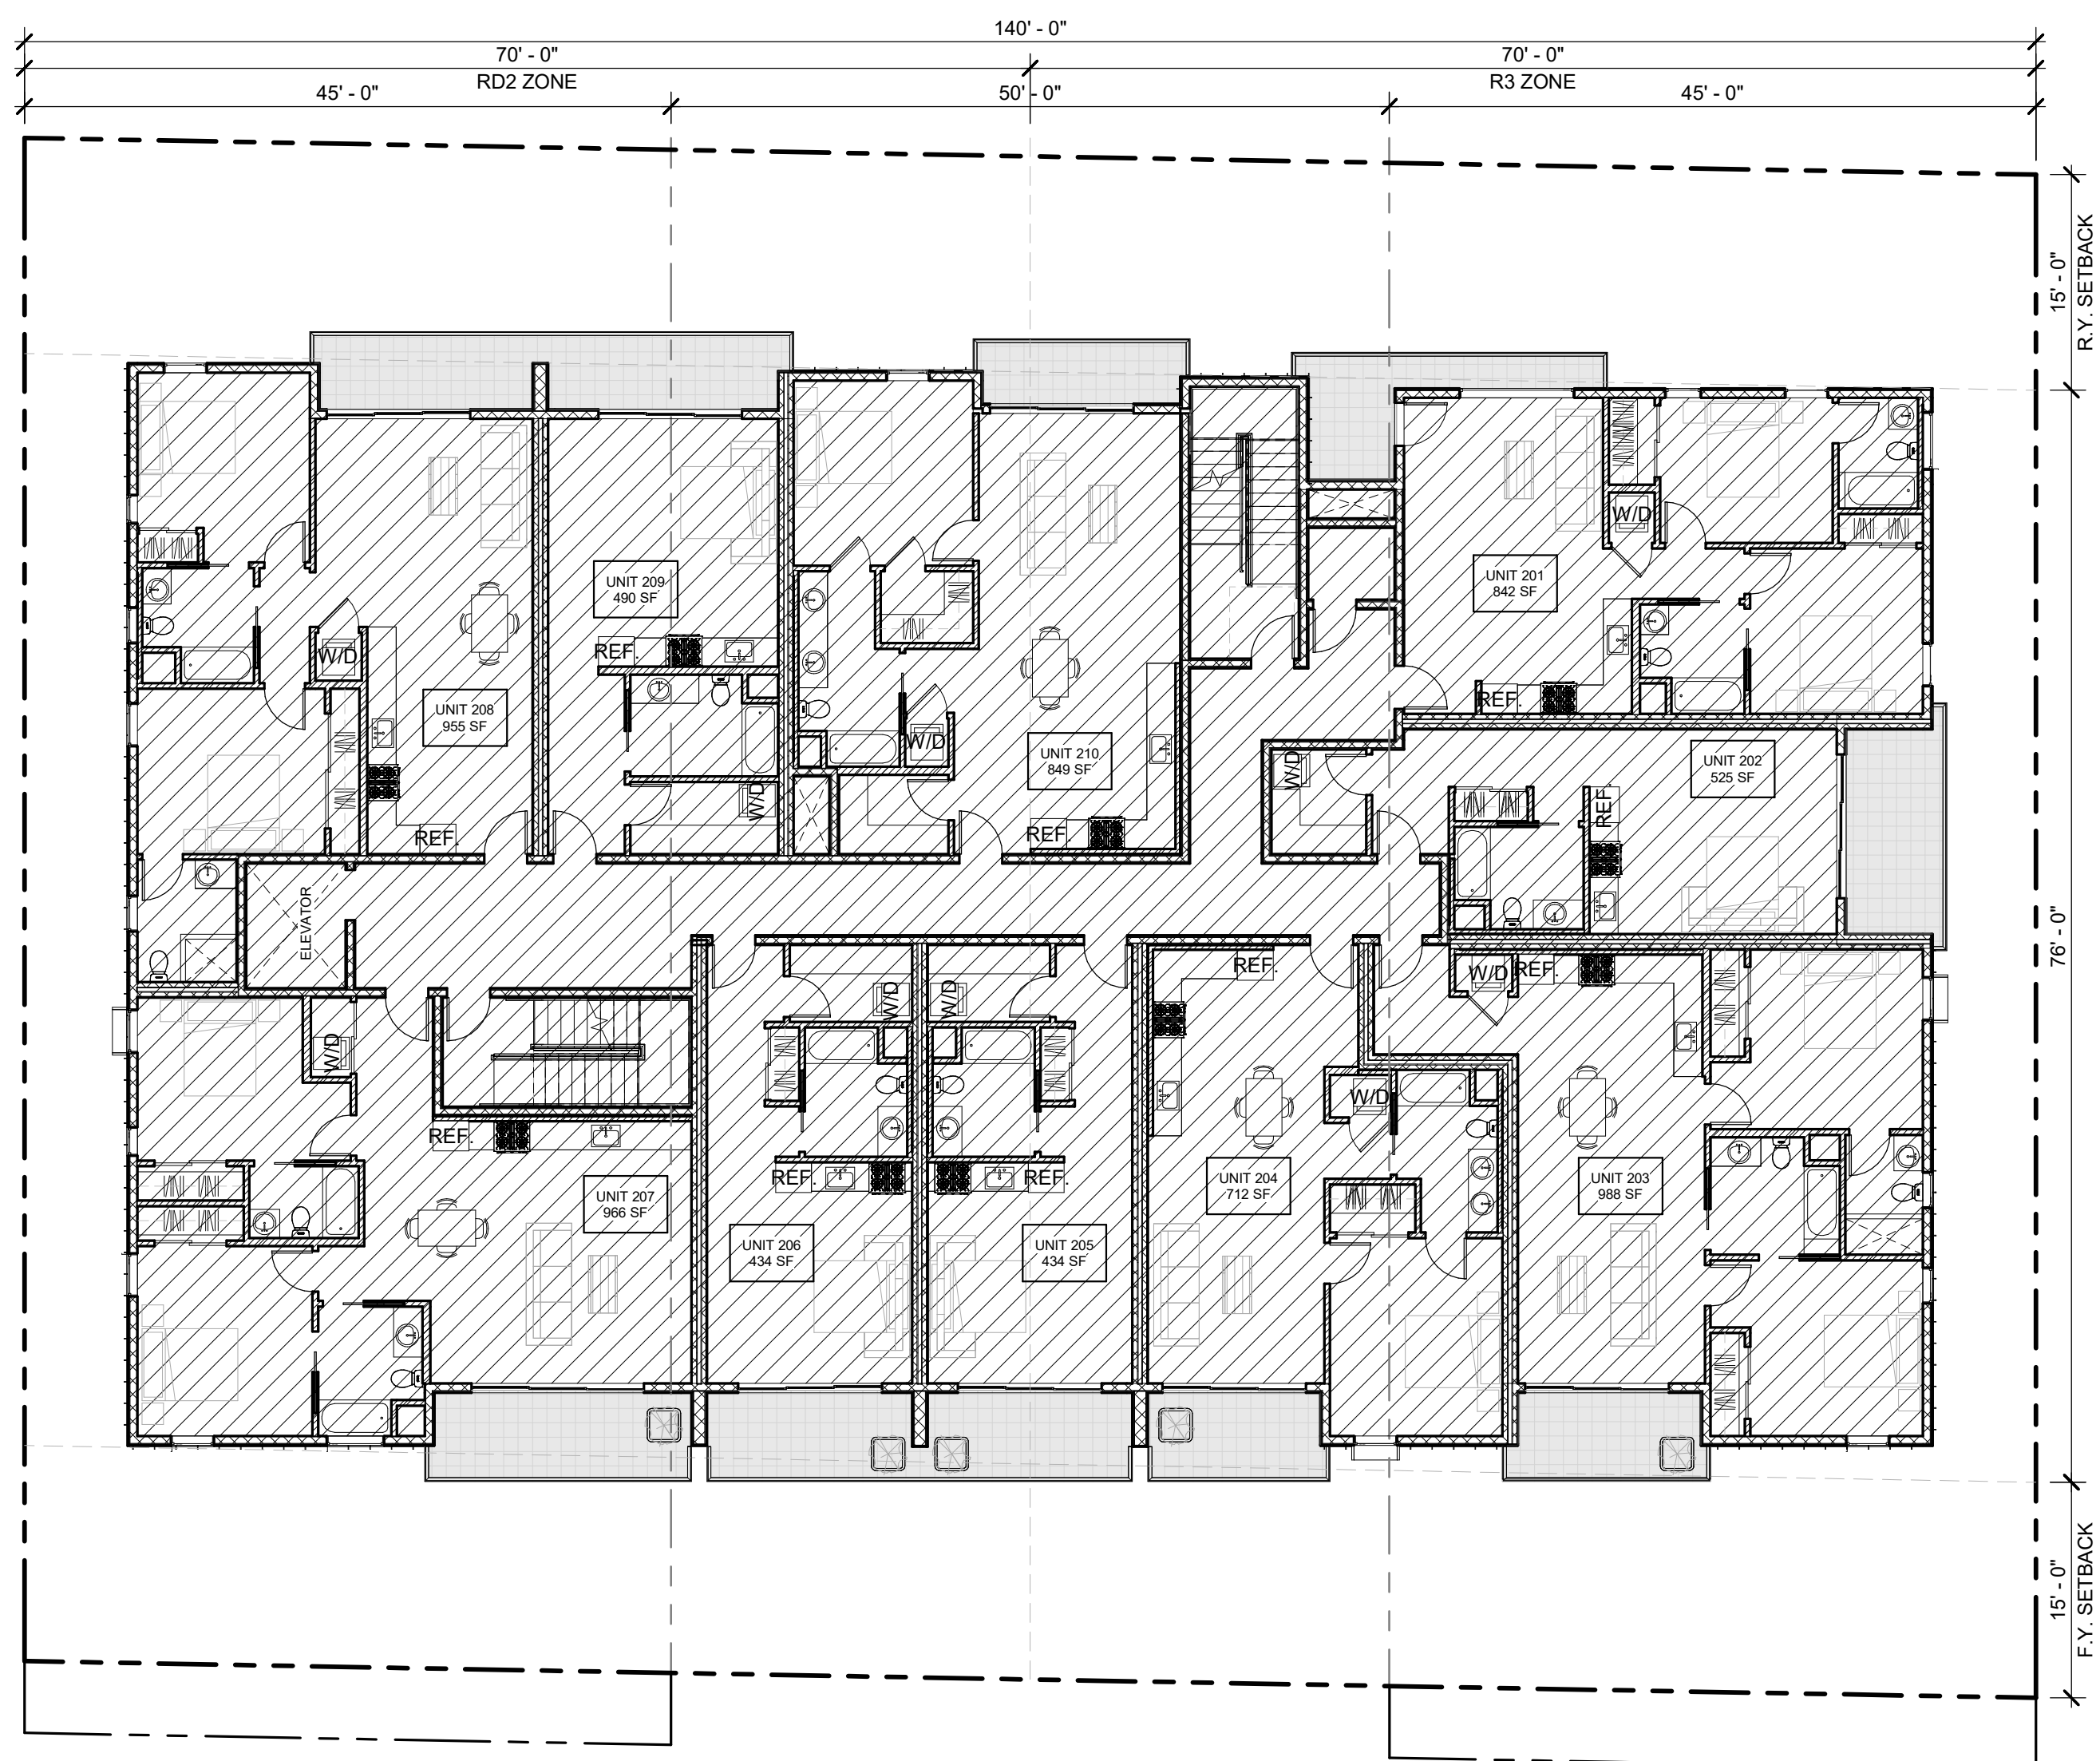 140' - 0"
70' - 0"
70' - 0"
RD2 ZONE
R3 ZONE
45' - 0"
50' - 0"
45' - 0"
15' - 0"
R.Y. SETBACK
W/D
UNIT 209
490 SF
UNIT 201
842 SF
REF.
W/D
UNIT 208
955 SF
REF.
W/D
UNIT 210
849 SF
W/D
UNIT 202
525 SF
W/D
REF
REF.
REF
ELEVATOR
76' - 0"
REF.
W/D
REF.
W/D
W/D
W/D
W/D
REF.
REF.
REF.
UNIT 207
966 SF
UNIT 204
712 SF
UNIT 203
988 SF
UNIT 206
434 SF
UNIT 205
434 SF
15' - 0"
F.Y. SETBACK